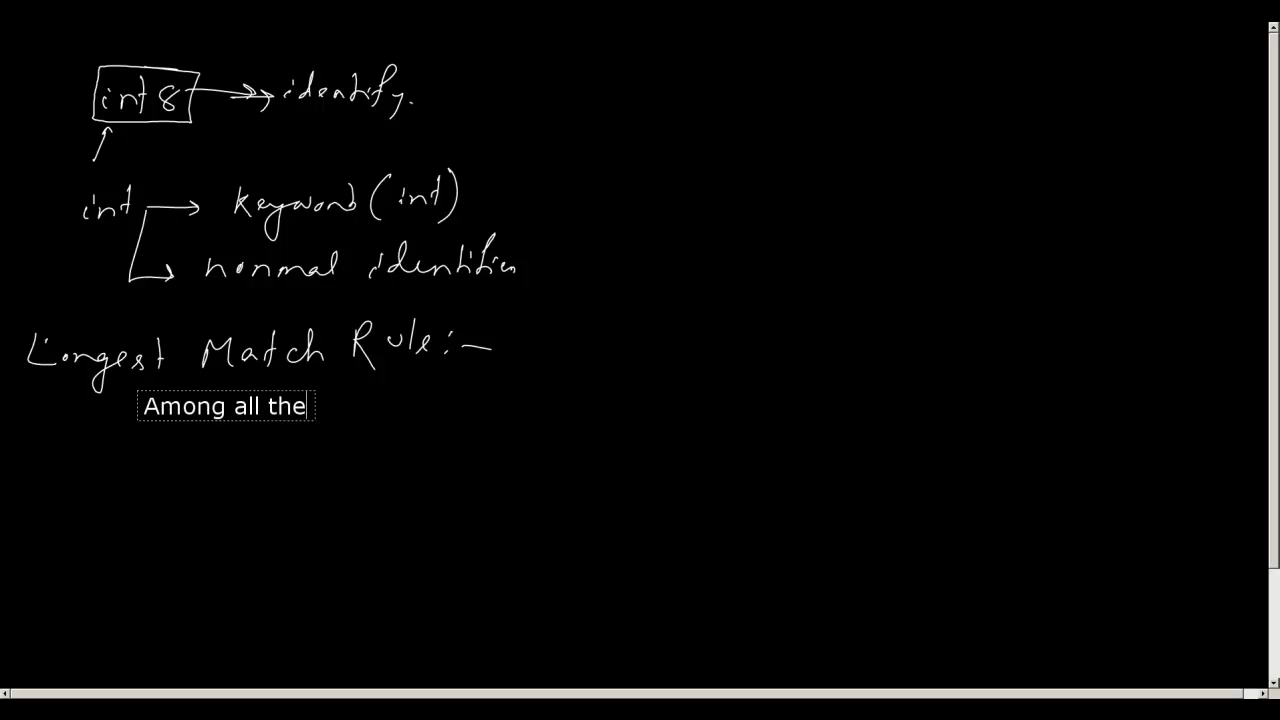 int 8 →→ identify.
int → keyword (int)
→ normal identifier
Longest Match Rule :-
Among all the